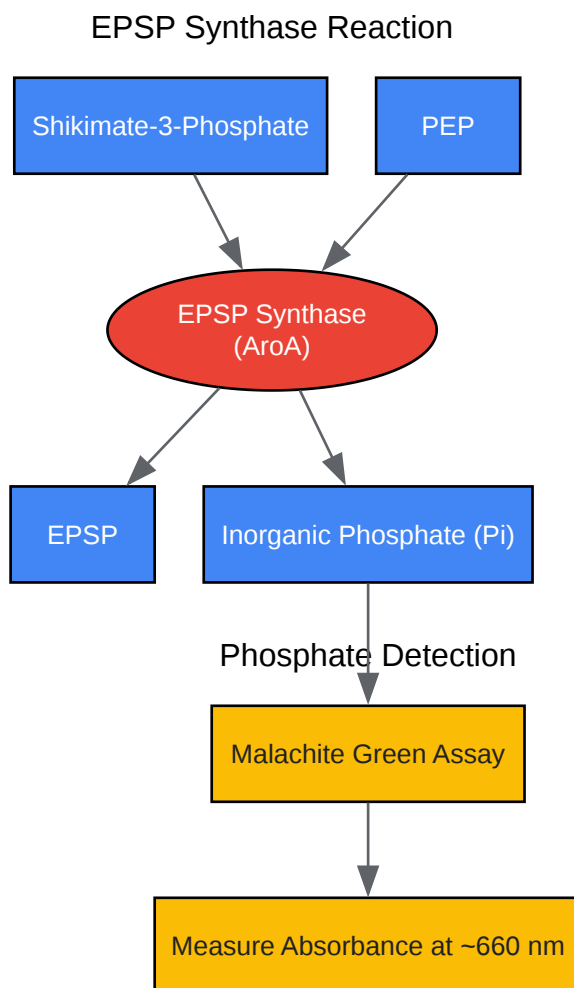 EPSP Synthase Reaction
Shikimate-3-Phosphate
PEP
EPSP Synthase
(AroA)
EPSP
Inorganic Phosphate (Pi)
Phosphate Detection
Malachite Green Assay
Measure Absorbance at ~660 nm